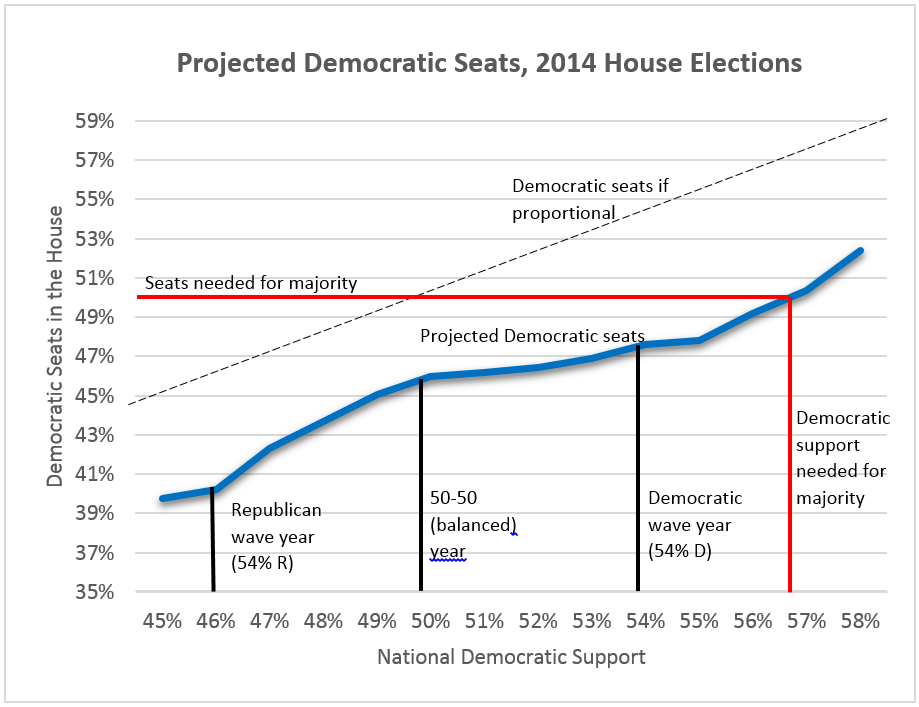 Projected Democratic Seats, 2014 House Elections
Democratic Seats in the House
59%
57%
55%
53%
51%
49%
47%
45%
43%
41%
39%
37%
35%
Democratic seats if
proportional
Seats needed for majority
Projected Democratic seats
Republican
wave year
(54% R)
50-50
(balanced)
year
Democratic
wave year
(54% D)
Democratic
support
needed for
majority
45% 46% 47% 48% 49% 50% 51% 52% 53% 54% 55% 56% 57% 58%
National Democratic Support